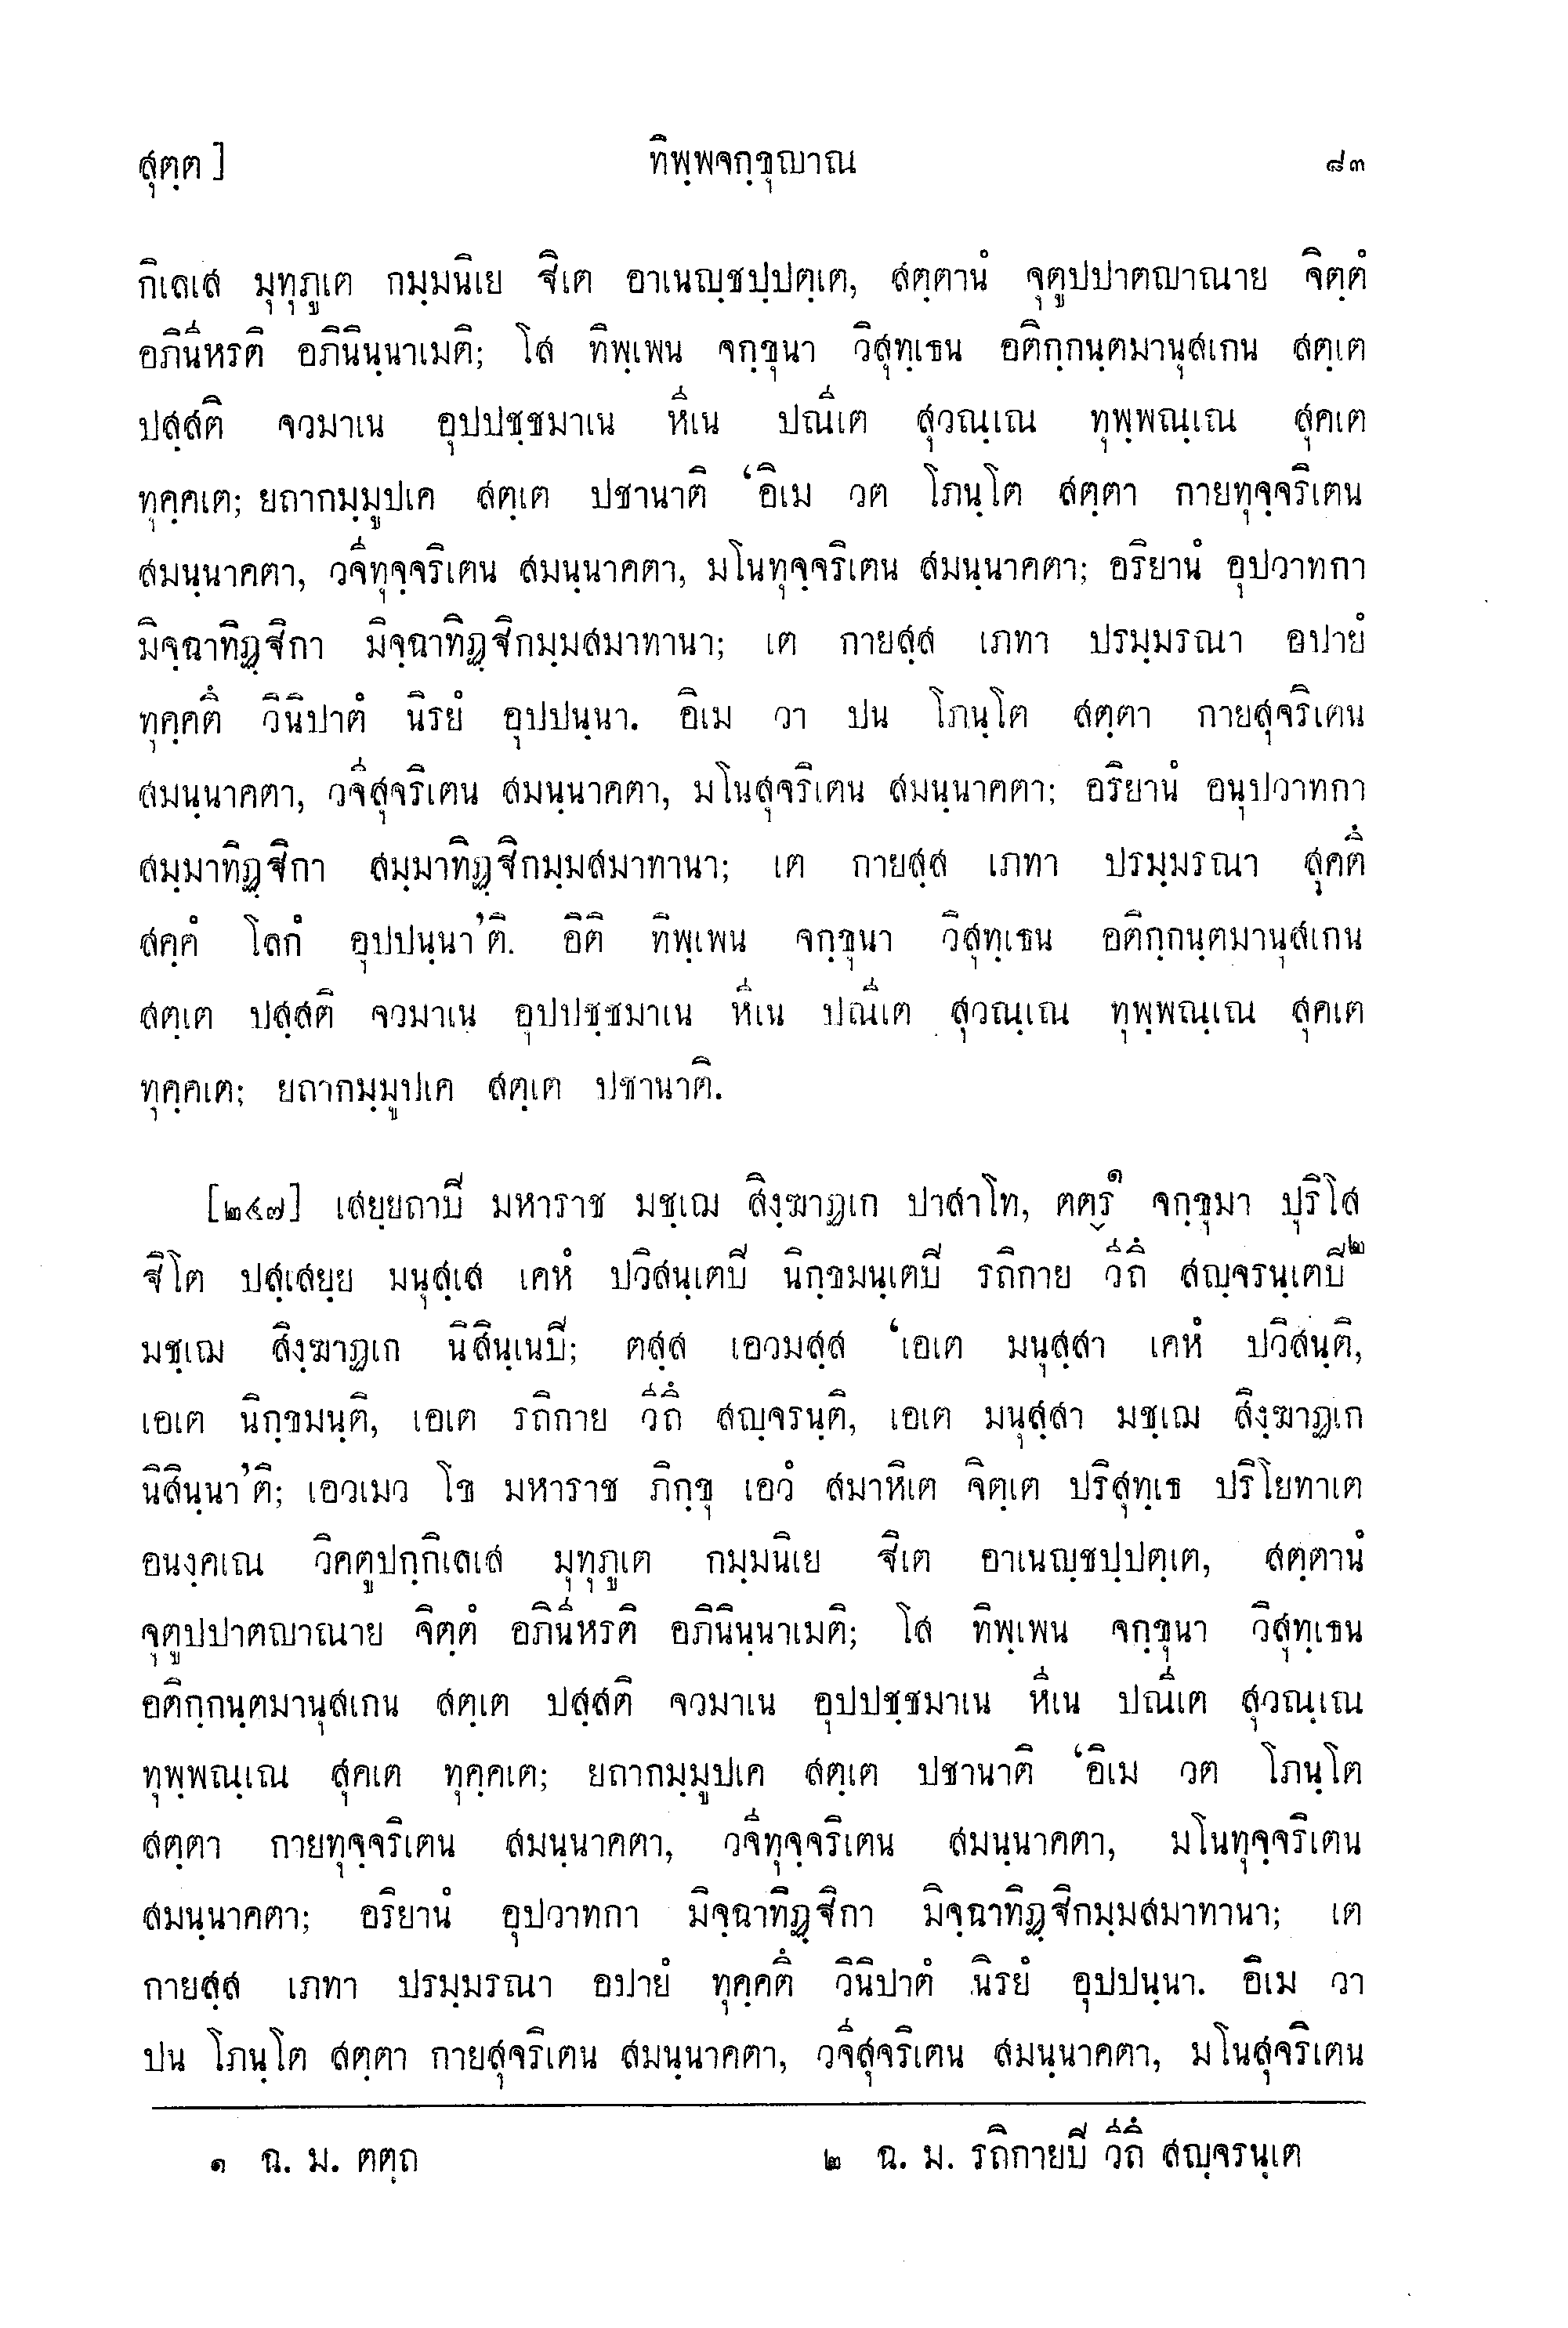 สุตฺต]
ทิพฺพจกฺขุญาณ
๘๓
กิเลเส มุทุภูเต กมฺมนิเย ฐิเต อาเนญฺชปฺปตฺเต, สตฺตานํ จุตูปปาตญาณาย จิตฺตํ
อภินีหรติ อภินินฺนาเมติ; โส ทิพฺเพน จกฺขุนา วิสุทฺเธน อติกฺกนฺตมานุสเกน สตฺเต
ปสฺสติ จวมาเน อุปปชฺชมาเน หีเน ปณีเต สุวณฺเณ ทุพฺพณฺเณ สุคเต
ทุคฺคเต; ยถากมฺมูปเค สตฺเต ปชานาติ ‘อิเม วต โภนฺโต สตฺตา กายทุจฺจริเตน
สมนฺนาคตา, วจีทุจฺจริเตน สมนฺนาคตา, มโนทุจฺจริเตน สมนฺนาคตา; อริยานํ อุปวาทกา
มิจฺฉาทิฏฺฐิกา มิจฺฉาทิฏฺฐิกมฺมสมาทานา; เต กายสฺส เภทา ปรมฺมรณา อปายํ
ทุคฺคตึ วินิปาตํ นิรยํ อุปปนฺนา. อิเม วา ปน โภนฺโต สตฺตา กายสุจริเตน
สมนฺนาคตา, วจีสุจริเตน สมนฺนาคตา, มโนสุจริเตน สมนฺนาคตา; อริยานํ อนุปวาทกา
สมฺมาทิฏฺฐิกา สมฺมาทิฏฺฐิกมฺมสมาทานา; เต กายสฺส เภทา ปรมฺมรณา สุคตึ
สคฺคํ โลกํ อุปปนฺนา’ติ. อิติ ทิพฺเพน จกฺขุนา วิสุทฺเธน อติกฺกนฺตมานุสเกน
สตฺเต ปสฺสติ จวมาเน อุปปชฺชมาเน หีเน ปณีเต สุวณฺเณ ทุพฺพณฺเณ สุคเต
ทุคฺคเต; ยถากมฺมูปเค สตฺเต ปชานาติ.
[๒๔๗] เสยฺยถาปิ มหาราช มชฺเฌ สิงฺฆาฏเก ปาสาโท, ตตฺร๑ จกฺขุมา ปุริโส
ฐิโต ปสฺเสยฺย มนุสฺเส เคหํ ปวิสนฺเตปิ นิกฺขมนฺเตปิ รถิกาย วีถึ สญฺจรนฺเตปิ๒
มชฺเฌ สิงฺฆาฏเก นิสินฺเนปิ; ตสฺส เอวมสฺส ‘เอเต มนุสฺสา เคหํ ปวิสนฺติ,
เอเต นิกฺขมนฺติ, เอเต รถิกาย วีถึ สญฺจรนฺติ, เอเต มนุสฺสา มชฺเฌ สิงฺฆาฏเก
นิสินฺนา’ติ; เอวเมว โข มหาราช ภิกฺขุ เอวํ สมาหิเต จิตฺเต ปริสุทฺเธ ปริโยทาเต
อนงฺคเณ วิคตูปกฺกิเลเส มุทุภูเต กมฺมนิเย ฐิเต อาเนญฺชปฺปตฺเต, สตฺตานํ
จุตูปปาตญาณาย จิตฺตํ อภินีหรติ อภินินฺนาเมติ; โส ทิพฺเพน จกฺขุนา วิสุทฺเธน
อติกฺกนฺตมานุสเกน สตฺเต ปสฺสติ จวมาเน อุปปชฺชมาเน หีเน ปณีเต สุวณฺเณ
ทุพฺพณฺเณ สุคเต ทุคฺคเต; ยถากมฺมูปเค สตฺเต ปชานาติ ‘อิเม วต โภนฺโต
สตฺตา กายทุจฺจริเตน สมนฺนาคตา, วจีทุจฺจริเตน สมนฺนาคตา, มโนทุจฺจริเตน
สมนฺนาคตา; อริยานํ อุปวาทกา มิจฺฉาทิฏฺฐิกา มิจฺฉาทิฏฺฐิกมฺมสมาทานา; เต
กายสฺส เภทา ปรมฺมรณา อปายํ ทุคฺคตึ วินิปาตํ นิรยํ อุปปนฺนา. อิเม วา
ปน โภนฺโต สตฺตา กายสุจริเตน สมนฺนาคตา, วจีสุจริเตน สมนฺนาคตา, มโนสุจริเตน
๑ ฉ. ม. ตตฺถ
๒ ฉ. ม. รถิกายปิ วีถึ สญฺจรนฺเต